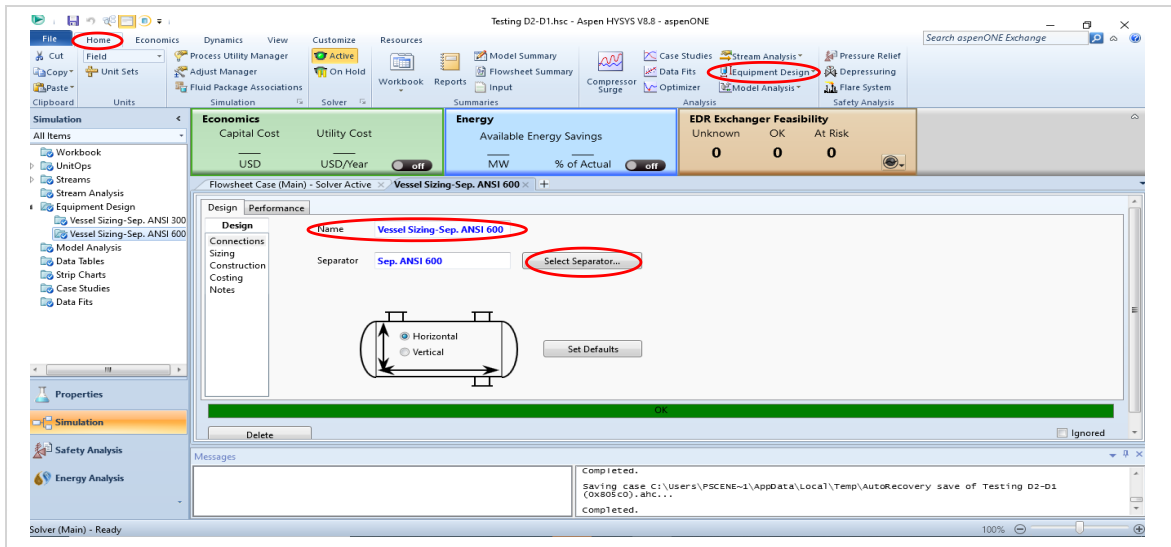 Testing D2-D1.hsc - Aspen HYSYS V8.8 - aspenONE
File Home Economics Dynamics View Customize Resources Search aspenONE Exchange
Cut Field Process Utility Manager Active Model Summary Case Studies Stream Analysis Pressure Relief
Copy Unit Sets Adjust Manager On Hold Workbook Reports Flowsheet Summary Compressor Surge Data Fits Equipment Design Depressuring
Paste Fluid Package Associations Input Optimizer Model Analysis Flare System
Clipboard Units Simulation Solver Summaries Analysis Safety Analysis
Simulation
All Items
Workbook
UnitOps
Streams
Stream Analysis
Equipment Design
Vessel Sizing-Sep. ANSI 300
Vessel Sizing-Sep. ANSI 600
Model Analysis
Data Tables
Strip Charts
Case Studies
Data Fits
Properties
Simulation
Safety Analysis
Energy Analysis
Economics Energy EDR Exchanger Feasibility
Capital Cost Utility Cost Available Energy Savings Unknown OK At Risk
USD USD/Year off MW % of Actual off 0 0 0
Flowsheet Case (Main) - Solver Active Vessel Sizing-Sep. ANSI 600 +
Design Performance
Design
Connections
Sizing
Construction
Costing
Notes
Name Vessel Sizing-Sep. ANSI 600
Separator Sep. ANSI 600 Select Separator...
Horizontal
Vertical
Set Defaults
OK
Delete Ignored
Messages
Completed.
Saving case C:\Users\PSCENE~1\AppData\Local\Temp\AutoRecovery save of Testing D2-D1
(0x805c0).ahc...
Completed.
Solver (Main) - Ready 100%